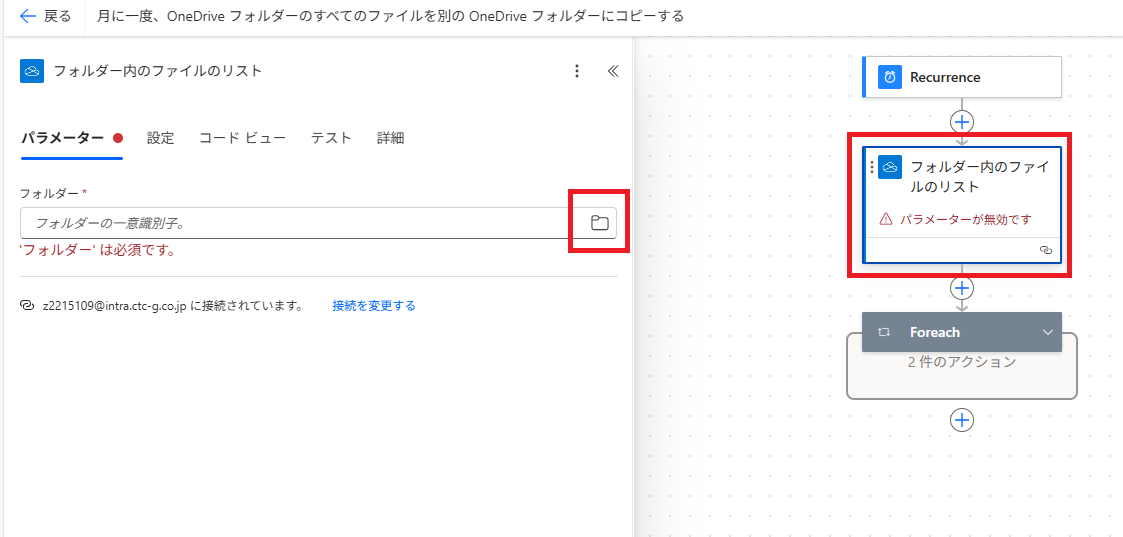 戻る
月に一度、OneDrive フォルダーのすべてのファイルを別の OneDrive フォルダーにコピーする
フォルダー内のファイルのリスト
パラメーター
設定
コード ビュー
テスト
詳細
フォルダー *
フォルダーの一意識別子。
'フォルダー' は必須です。
z2215109@intra.ctc-g.co.jp に接続されています。
接続を変更する
Recurrence
フォルダー内のファイ
ルのリスト
パラメーターが無効です
Foreach
2 件のアクション